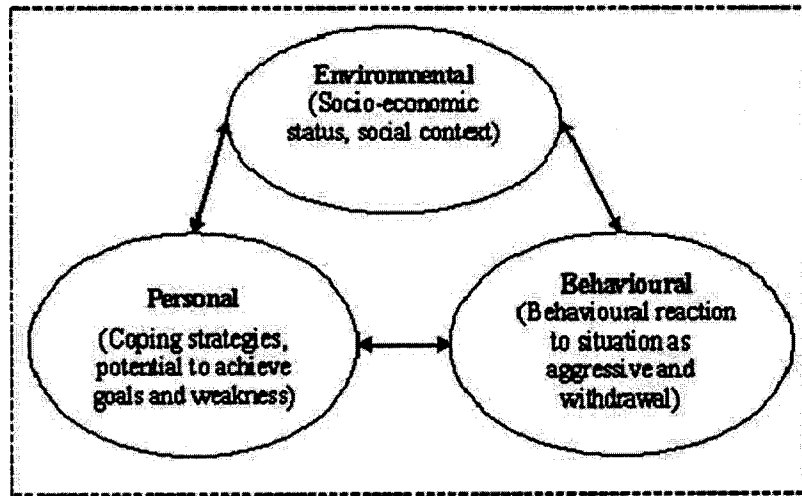 Environmental
(Socio-economic
status, social context)
Personal
(Coping strategies,
potential to achieve
goals and weakness)
Behavioural
(Behavioural reaction
to situation as
aggressive and
withdrawal)